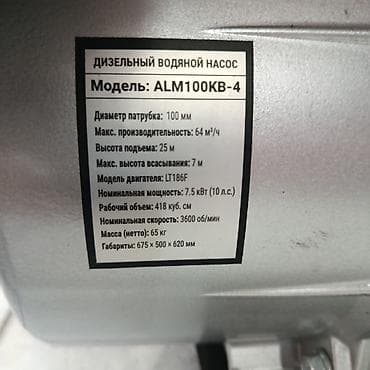 ДИЗЕЛЬНЫЙ ВОДЯНОЙ НАСОС
Модель: ALM100KB-4
Диаметр патрубка: 100 мм
Макс. производительность: 64 м³/ч
Высота подъема: 25 м
Макс. высота всасывания: 7 м
Модель двигателя: LT186F
Номинальная мощность: 7.5 кВт (10 л.с.)
Рабочий объем: 418 куб. см
Номинальная скорость: 3600 об/мин
Масса (нетто): 65 кг
Габариты: 675 × 500 × 620 мм